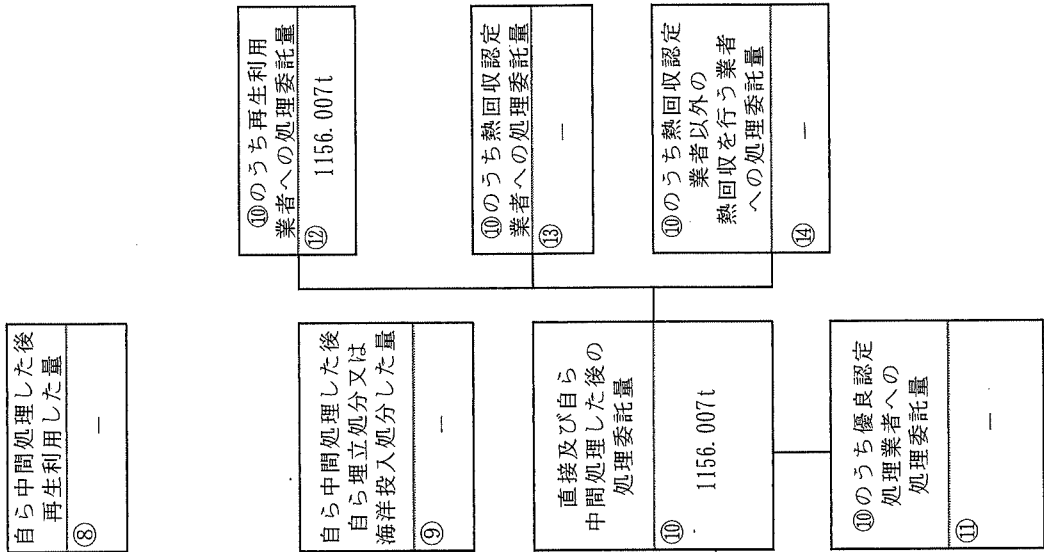 自ら中間処理した後
再生利用した量
⑧
－
自ら中間処理した後
自ら埋立処分又は
海洋投入処分した量
⑨
－
直接及び自ら
中間処理した後の
処理委託量
⑩
1156.007t
⑩のうち優良認定
処理業者への
処理委託量
⑪
－
⑩のうち再生利用
業者への処理委託量
⑫
1156.007t
⑩のうち熱回収認定
業者への処理委託量
⑬
－
⑩のうち熱回収認定
業者以外の
熱回収を行う業者
への処理委託量
⑭
－